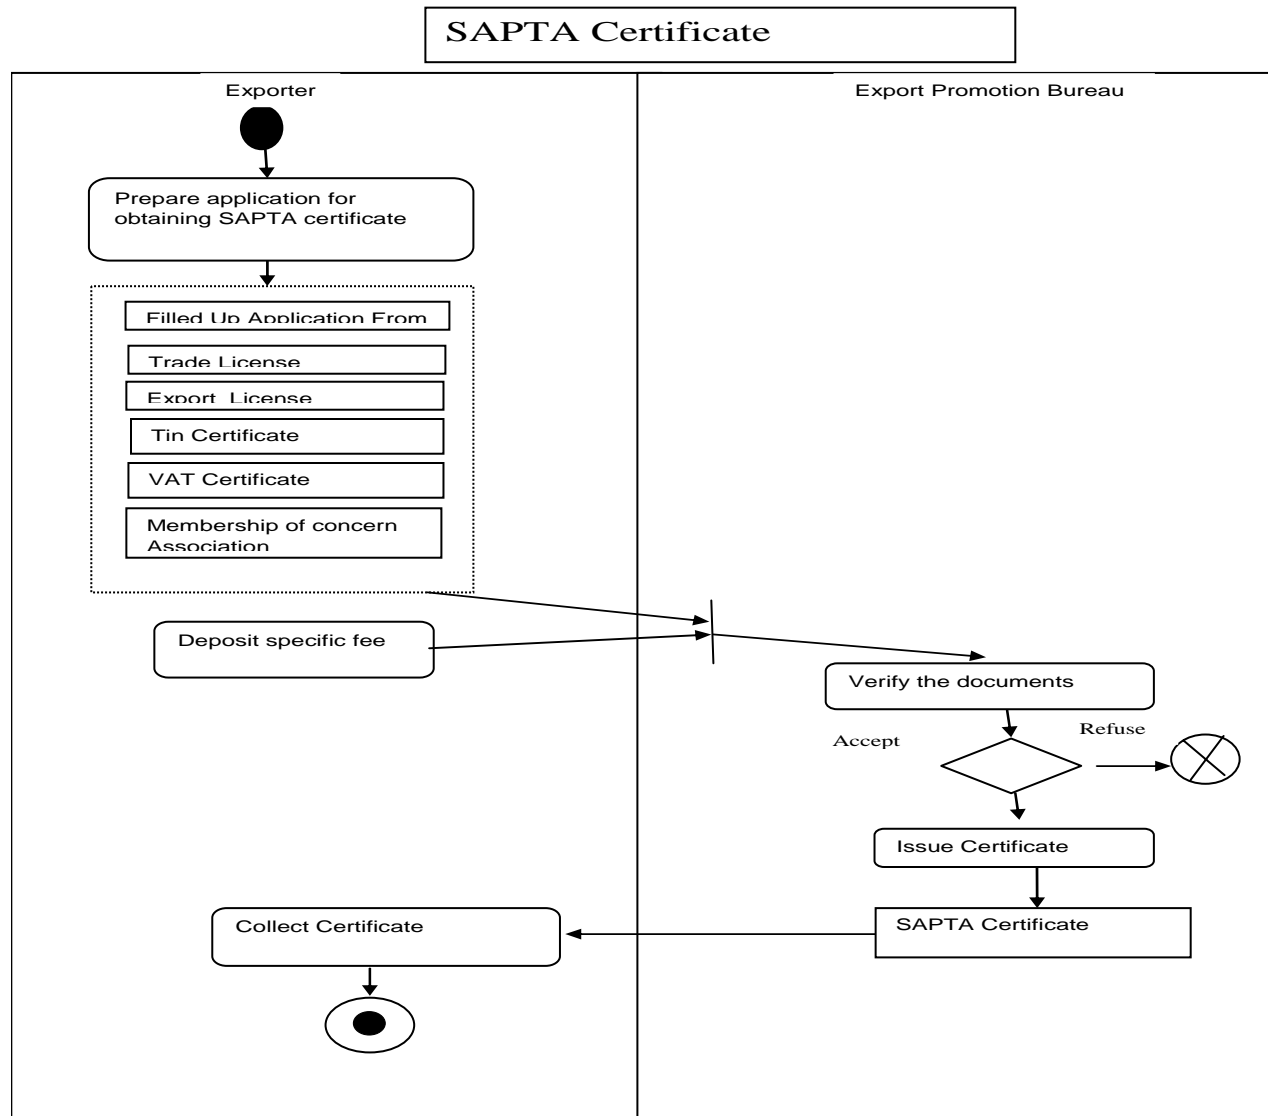 SAPTA Certificate
Exporter
Export Promotion Bureau
Prepare application for
obtaining SAPTA certificate
Filled Up Application From
Trade License
Export License
Tin Certificate
VAT Certificate
Membership of concern
Association
Deposit specific fee
Verify the documents
Accept
Refuse
Issue Certificate
SAPTA Certificate
Collect Certificate